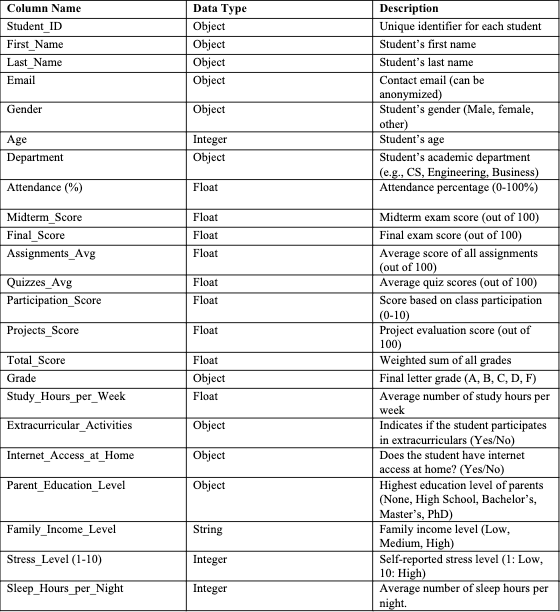 Column Name Data Type Description
Student_ID Object Unique identifier for each student
First_Name Object Student's first name
Last_Name Object Student's last name
Email Object Contact email (can be
anonymized)
Gender Object Student's gender (Male, female,
other)
Age Integer Student's age
Department Object Student's academic department
(e.g., CS, Engineering, Business)
Attendance (%) Float Attendance percentage (0-100%)
Midterm_Score Float Midterm exam score (out of 100)
Final_Score Float Final exam score (out of 100)
Assignments_Avg Float Average score of all assignments
(out of 100)
Quizzes_Avg Float Average quiz scores (out of 100)
Participation_Score Float Score based on class participation
(0-10)
Projects_Score Float Project evaluation score (out of
100)
Total_Score Float Weighted sum of all grades
Grade Object Final letter grade (A, B, C, D, F)
Study_Hours_per_Week Float Average number of study hours per
week
Extracurricular_Activities Object Indicates if the student participates
in extracurriculars (Yes/No)
Internet_Access_at_Home Object Does the student have internet
access at home? (Yes/No)
Parent_Education_Level Object Highest education level of parents
(None, High School, Bachelor's,
Master's, PhD)
Family_Income_Level String Family income level (Low,
Medium, High)
Stress_Level (1-10) Integer Self-reported stress level (1: Low,
10: High)
Sleep_Hours_per_Night Integer Average number of sleep hours per
night.